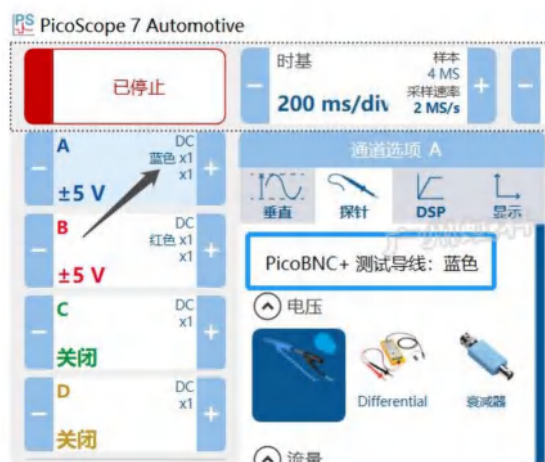 PS PicoScope 7 Automotive
已停止
时基
200 ms/div
样本
4 MS
采样速率
2 MS/s
A
DC
蓝色 x1
x1
±5 V
B
DC
红色 x1
x1
±5 V
C
DC
x1
关闭
D
DC
x1
关闭
通道选项 A
垂直
探针
DSP
显示
PicoBNC+ 测试导线：蓝色
电压
Differential
衰减器
流量